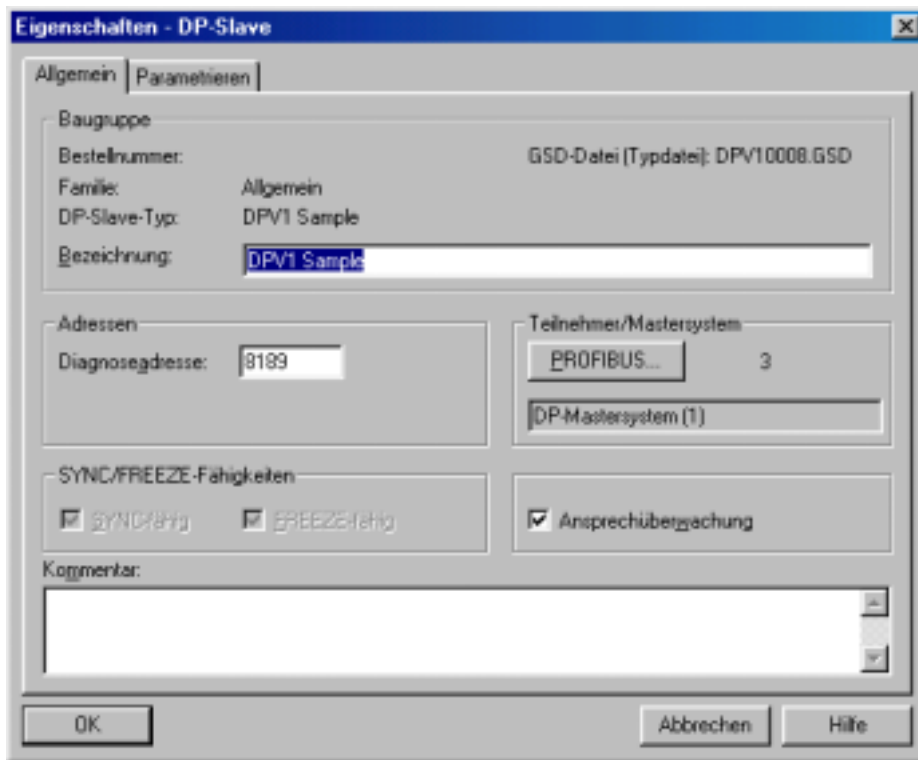 Eigenschaften - DP-Slave
Allgemein Parametrieren
Baugruppe
Bestellnummer: GSD-Datei (Typdatei): DPV10008.GSD
Familie: Allgemein
DP-Slave-Typ: DPV1 Sample
Bezeichnung: DPV1 Sample
Adressen
Diagnoseadresse: 8189
Teilnehmer/Mastersystem
PROFIBUS... 3
DP-Mastersystem (1)
SYNC/FREEZE-Fähigkeiten
SYNC-fähig FREEZE-fähig
Ansprechüberwachung
Kommentar:
OK Abbrechen Hilfe